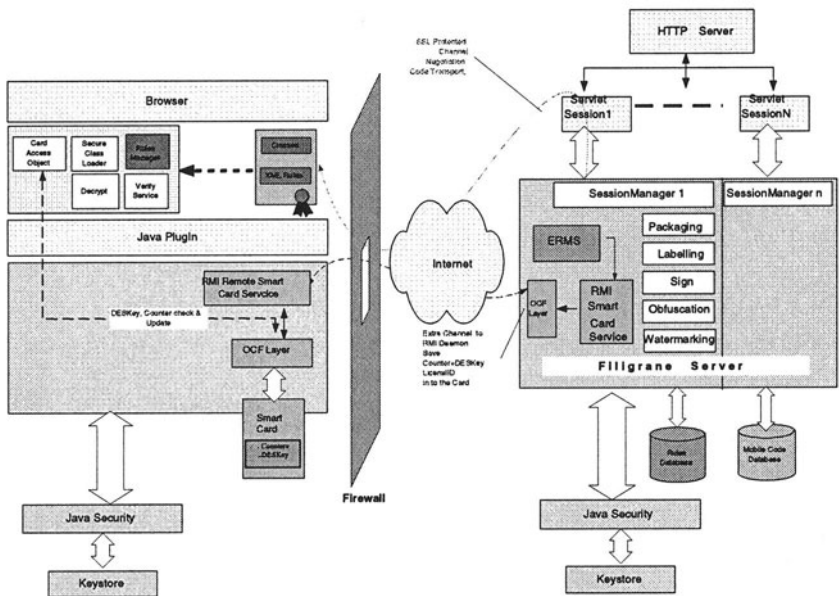 SSL Protented
Channel
Negotiation
Code Transport,
HTTP Server
Servlet
Session1
Servlet
SessionN
Browser
Card
Access
Object
Secure
Class
Loader
Rules
Manager
Decrypt
Verify
Service
XML Rules
Java Plugin
RMI Remote Smart
Card Servcice
DESKey, Counter check &
Update
OCF Layer
Smart
Card
Counter+
DESKey
Firewall
Internet
Extra Channel to
RMI Deamon
Save
Counter+DESKey
LicenseID
In to the Card
SessionManager 1
SessionManager n
ERMS
OCF
Layer
RMI
Smart
Card
Service
Packaging
Labelling
Sign
Obfuscation
Watermarking
Filigrane Server
Rules
Database
Mobile Code
Database
Java Security
Keystore
Java Security
Keystore